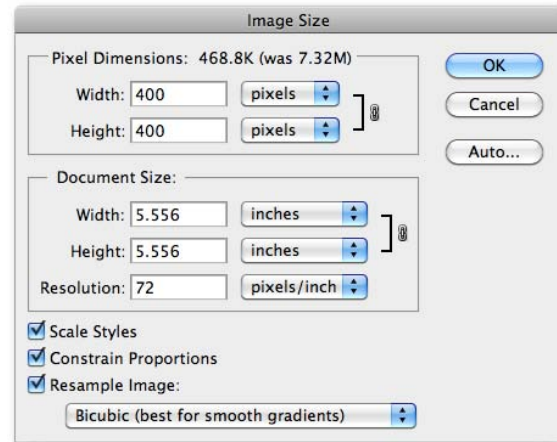 Image Size
Pixel Dimensions: 468.8K (was 7.32M)
Width: 400 pixels
Height: 400 pixels
OK
Cancel
Auto...
Document Size:
Width: 5.556 inches
Height: 5.556 inches
Resolution: 72 pixels/inch
Scale Styles
Constrain Proportions
Resample Image:
Bicubic (best for smooth gradients)